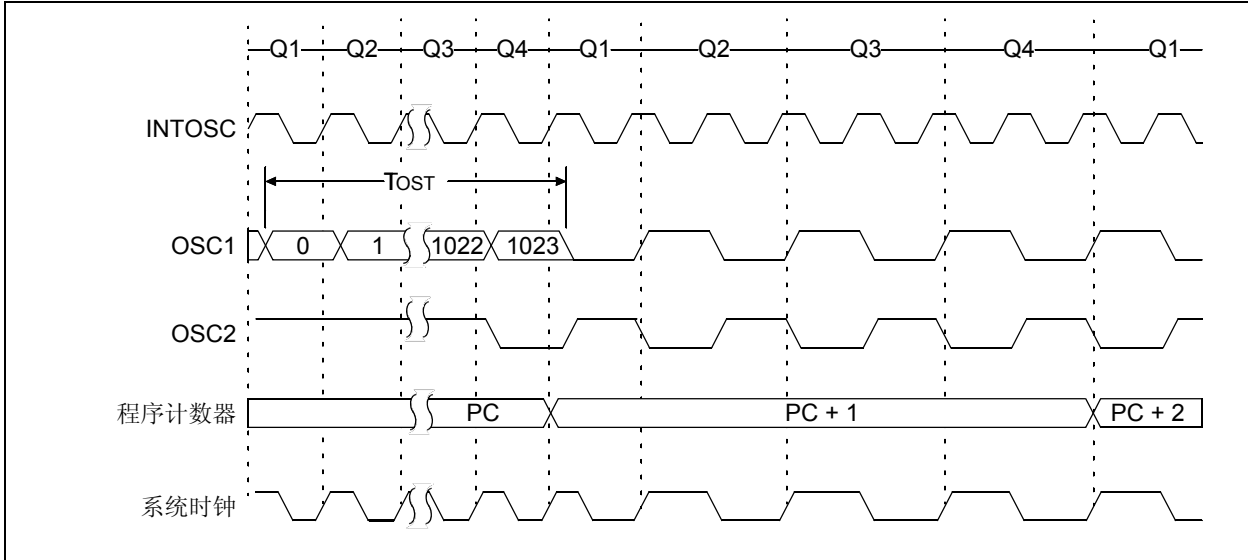 Q1 Q2 Q3 Q4 Q1 Q2 Q3 Q4 Q1
INTOSC
TOST
OSC1 0 1 1022 1023
OSC2
程序计数器 PC PC + 1 PC + 2
系统时钟